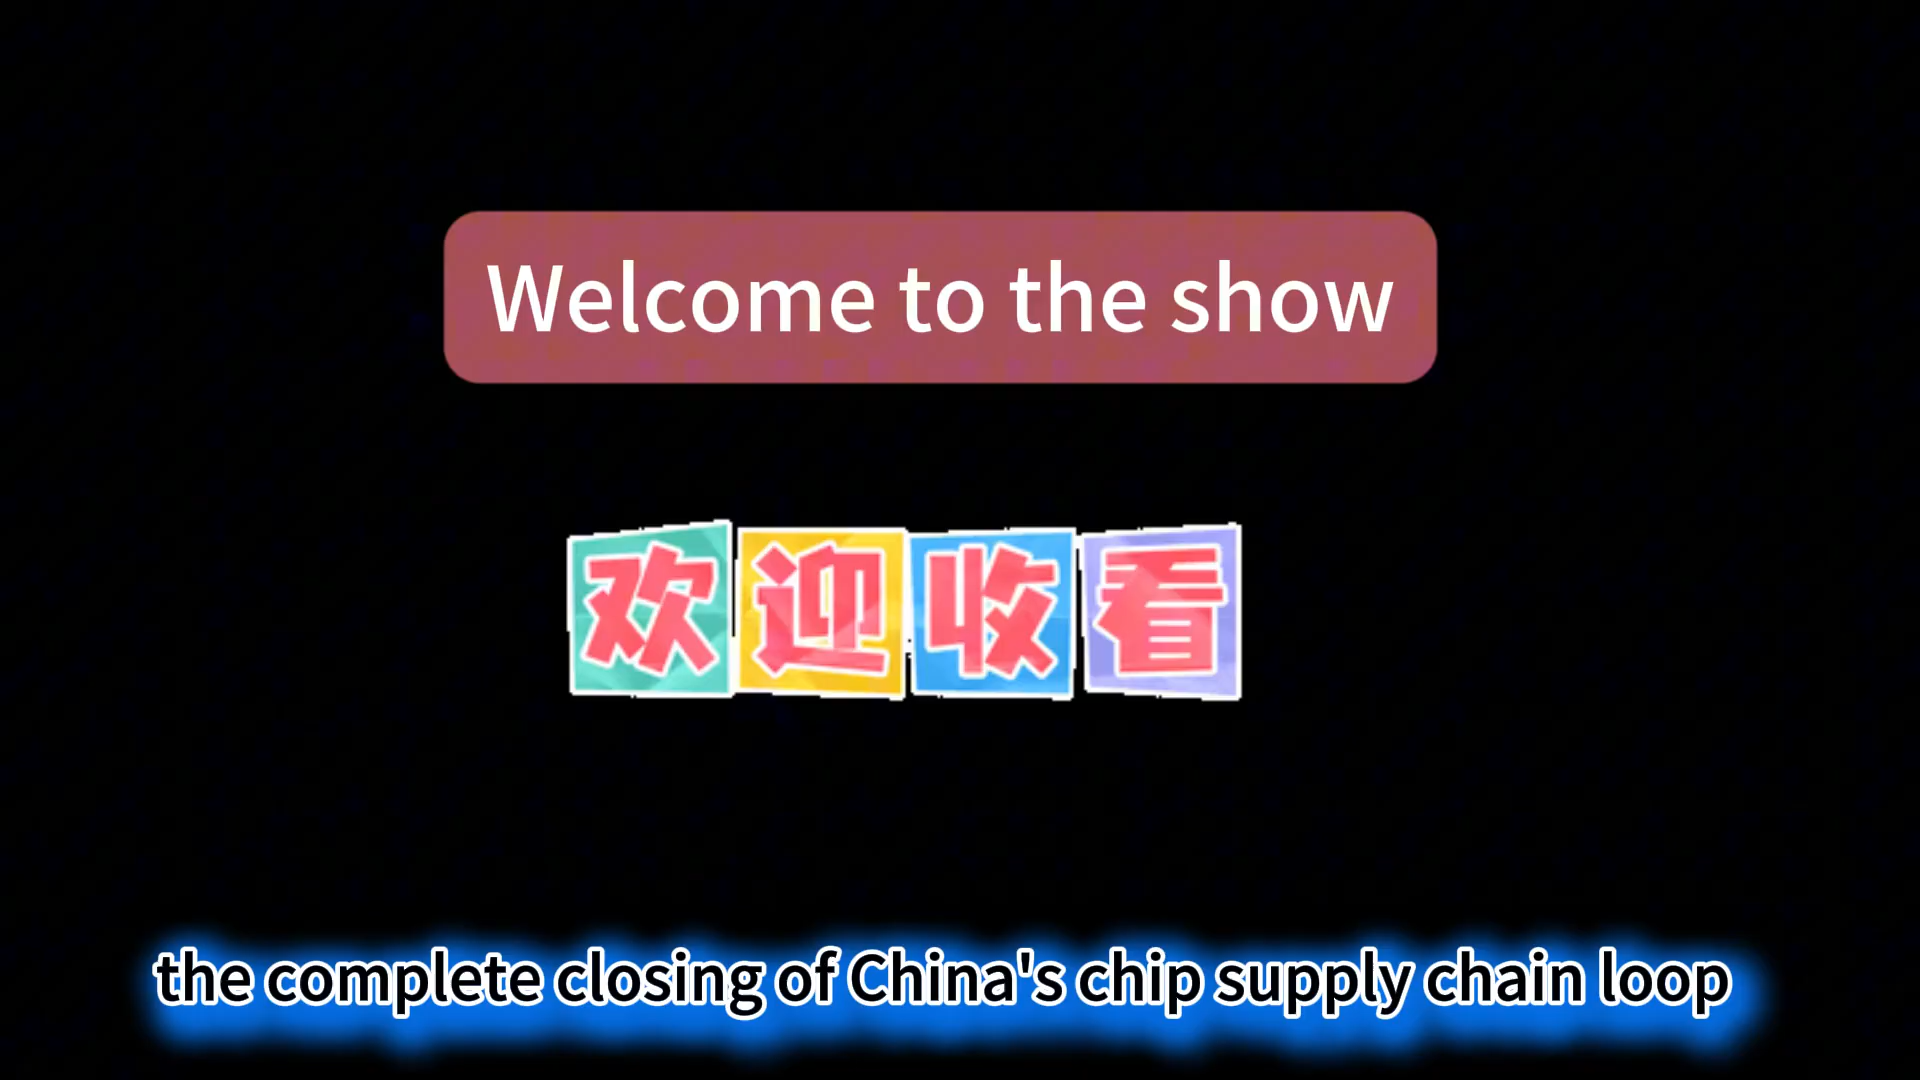 Welcome to the show
欢迎收看
the complete closing of China's chip supply chain loop